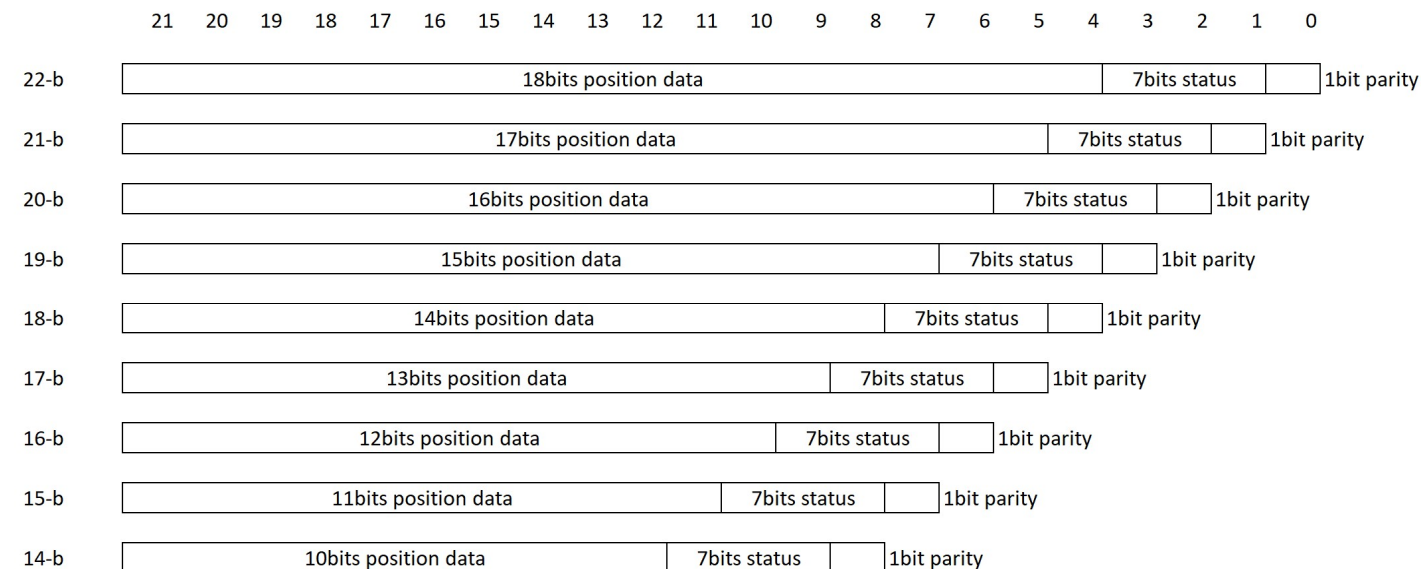 21 20 19 18 17 16 15 14 13 12 11 10 9 8 7 6 5 4 3 2 1 0
22-b 18bits position data 7bits status 1bit parity
21-b 17bits position data 7bits status 1bit parity
20-b 16bits position data 7bits status 1bit parity
19-b 15bits position data 7bits status 1bit parity
18-b 14bits position data 7bits status 1bit parity
17-b 13bits position data 7bits status 1bit parity
16-b 12bits position data 7bits status 1bit parity
15-b 11bits position data 7bits status 1bit parity
14-b 10bits position data 7bits status 1bit parity